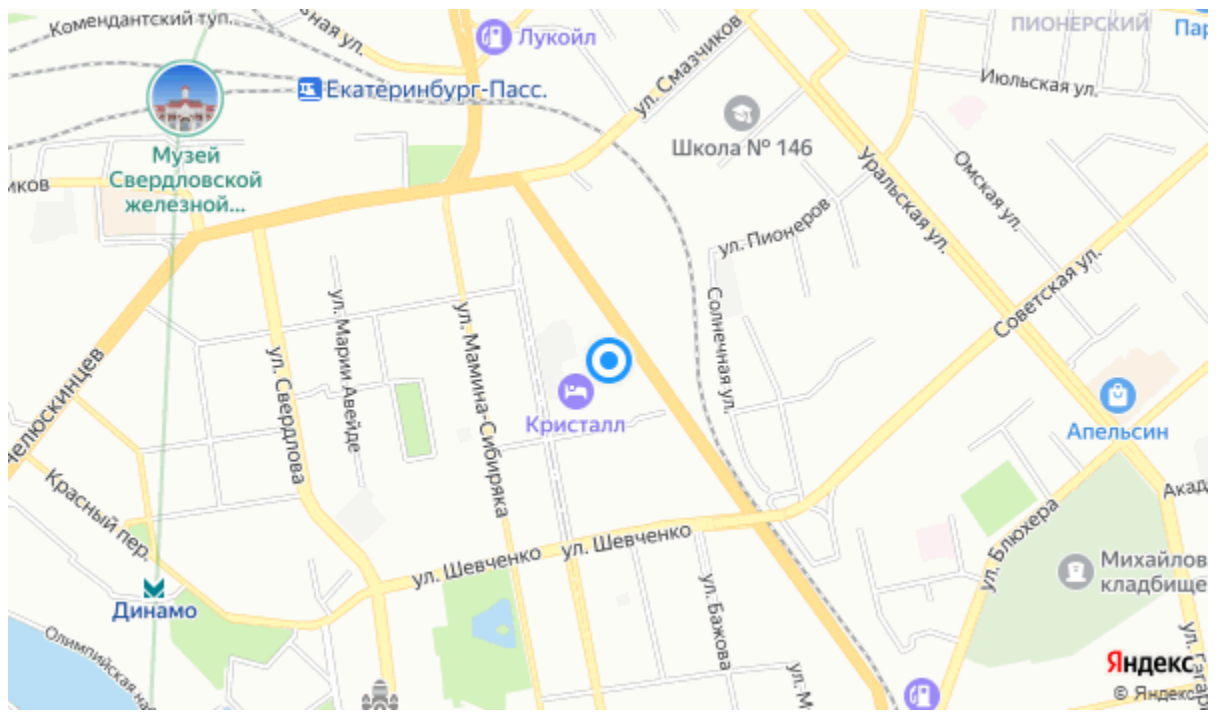 Комендантский туп.
ная ул.
Лукойл
ПИОНЕРСКИЙ
Пар
Екатеринбург-Пасс.
ул. Смазчиков
Июльская ул.
Школа № 146
Музей
Свердловской
железной...
иков
Уральская ул.
Омская ул.
ул. Пионеров
Советская ул.
Солнечная ул.
ул. Марии Авейде
ул. Мамина-Сибиряка
ул. Свердлова
Челюскинцев
Кристалл
Апельсин
Красный пер.
Акад
ул. Блюхера
ул. Шевченко
ул. Шевченко
Михайлов
кладбище
ул. Бажова
Динамо
Олимпийская наб
ул. М
ул. Гагар
Яндекс
© Яндекс